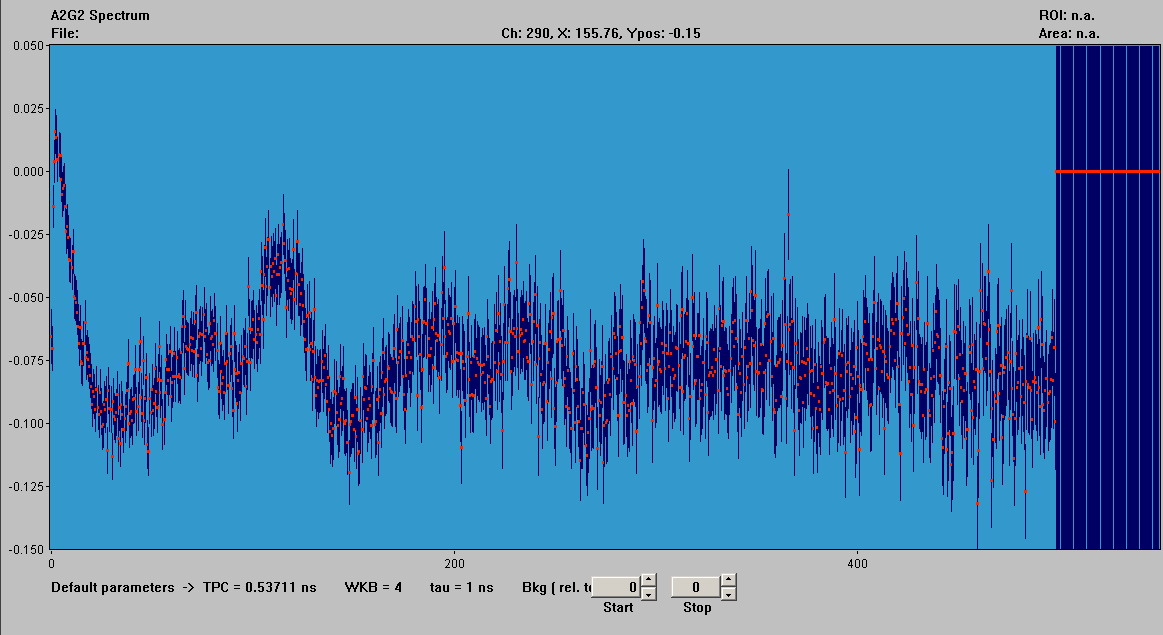 A2G2 Spectrum
ROI: n.a.
File:
Ch: 290, X: 155.76, Ypos: -0.15
Area: n.a.
0.050
0.025
0.000
-0.025
-0.050
-0.075
-0.100
-0.125
-0.150
0
200
400
Default parameters -> TPC = 0.53711 ns WKB = 4 tau = 1 ns Bkg ( rel. 0 0
Start Stop